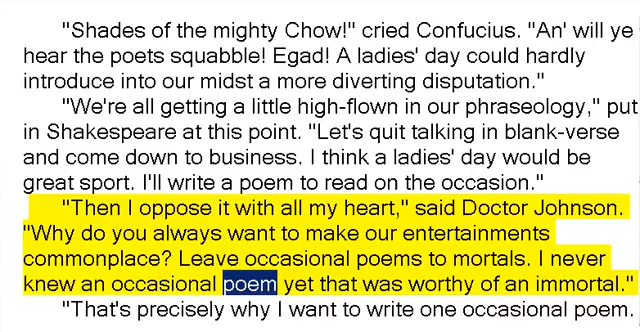 "Shades of the mighty Chow!" cried Confucius. "An' will ye
hear the poets squabble! Egad! A ladies' day could hardly
introduce into our midst a more diverting disputation."
"We're all getting a little high-flown in our phraseology," put
in Shakespeare at this point. "Let's quit talking in blank-verse
and come down to business. I think a ladies' day would be
great sport. I'll write a poem to read on the occasion."
"Then I oppose it with all my heart," said Doctor Johnson.
"Why do you always want to make our entertainments
commonplace? Leave occasional poems to mortals. I never
knew an occasional poem yet that was worthy of an immortal."
"That's precisely why I want to write one occasional poem.